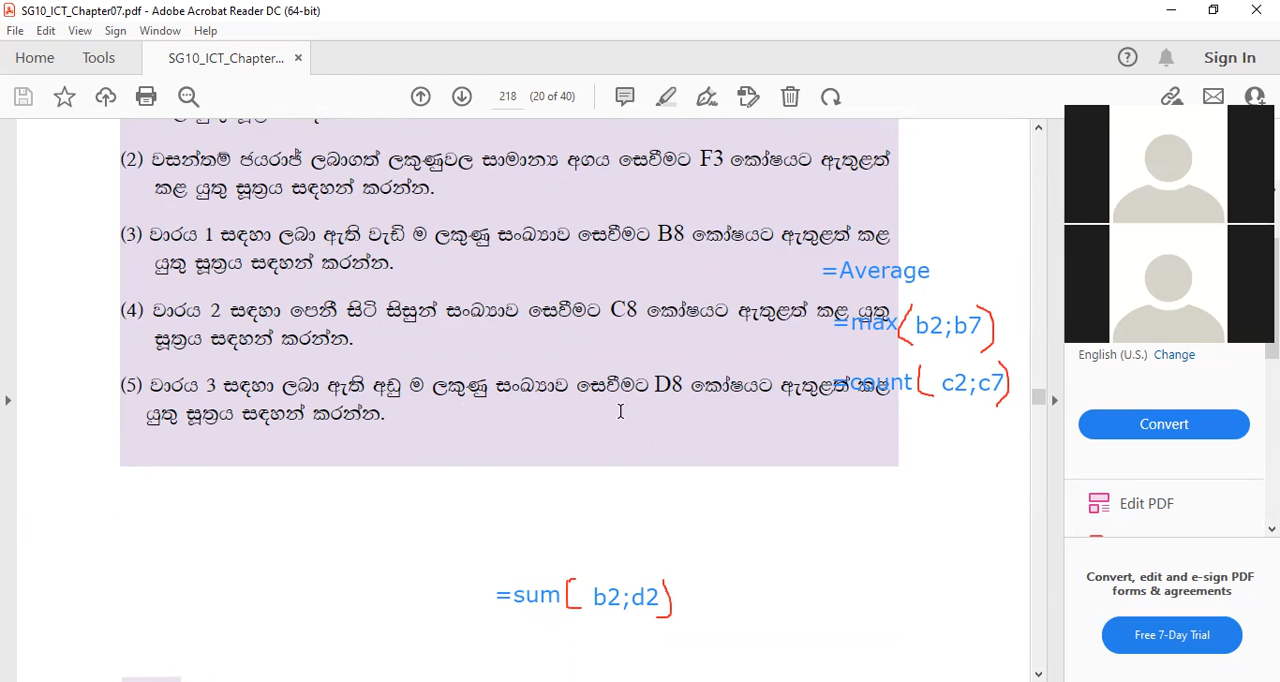 SG10_ICT_Chapter07.pdf - Adobe Acrobat Reader DC (64-bit)
File Edit View Sign Window Help
Home Tools SG10_ICT_Chapter... × Sign In
218 (20 of 40)
(2) වසන්තම් ජයරාජ් ලබාගත් ලකුණුවල සාමාන්‍ය අගය සෙවීමට F3 කෝෂයට ඇතුළත්
කළ යුතු සූත්‍රය සඳහන් කරන්න.
(3) වාරය 1 සඳහා ලබා ඇති වැඩි ම ලකුණු සංඛ්‍යාව සෙවීමට B8 කෝෂයට ඇතුළත් කළ
යුතු සූත්‍රය සඳහන් කරන්න.
=Average
(4) වාරය 2 සඳහා පෙනී සිටි සිසුන් සංඛ්‍යාව සෙවීමට C8 කෝෂයට ඇතුළත් කළ යුතු
=max(b2;b7)
සූත්‍රය සඳහන් කරන්න.
(5) වාරය 3 සඳහා ලබා ඇති අඩු ම ලකුණු සංඛ්‍යාව සෙවීමට D8 කෝෂයට ඇතුළත් කළ
=count( c2;c7)
යුතු සූත්‍රය සඳහන් කරන්න.
=sum( b2;d2)
English (U.S.) Change
Convert
Edit PDF
Convert, edit and e-sign PDF
forms & agreements
Free 7-Day Trial